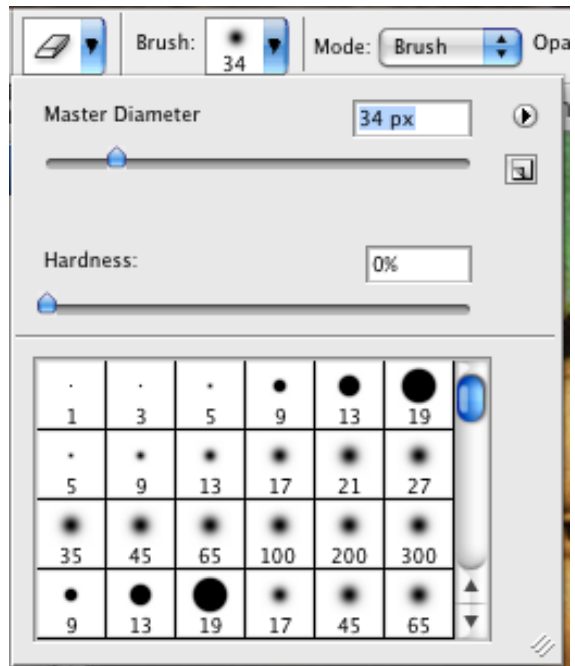 Brush: 34 Mode: Brush Opa
Master Diameter 34 px
Hardness: 0%
1 3 5 9 13 19
5 9 13 17 21 27
35 45 65 100 200 300
9 13 19 17 45 65